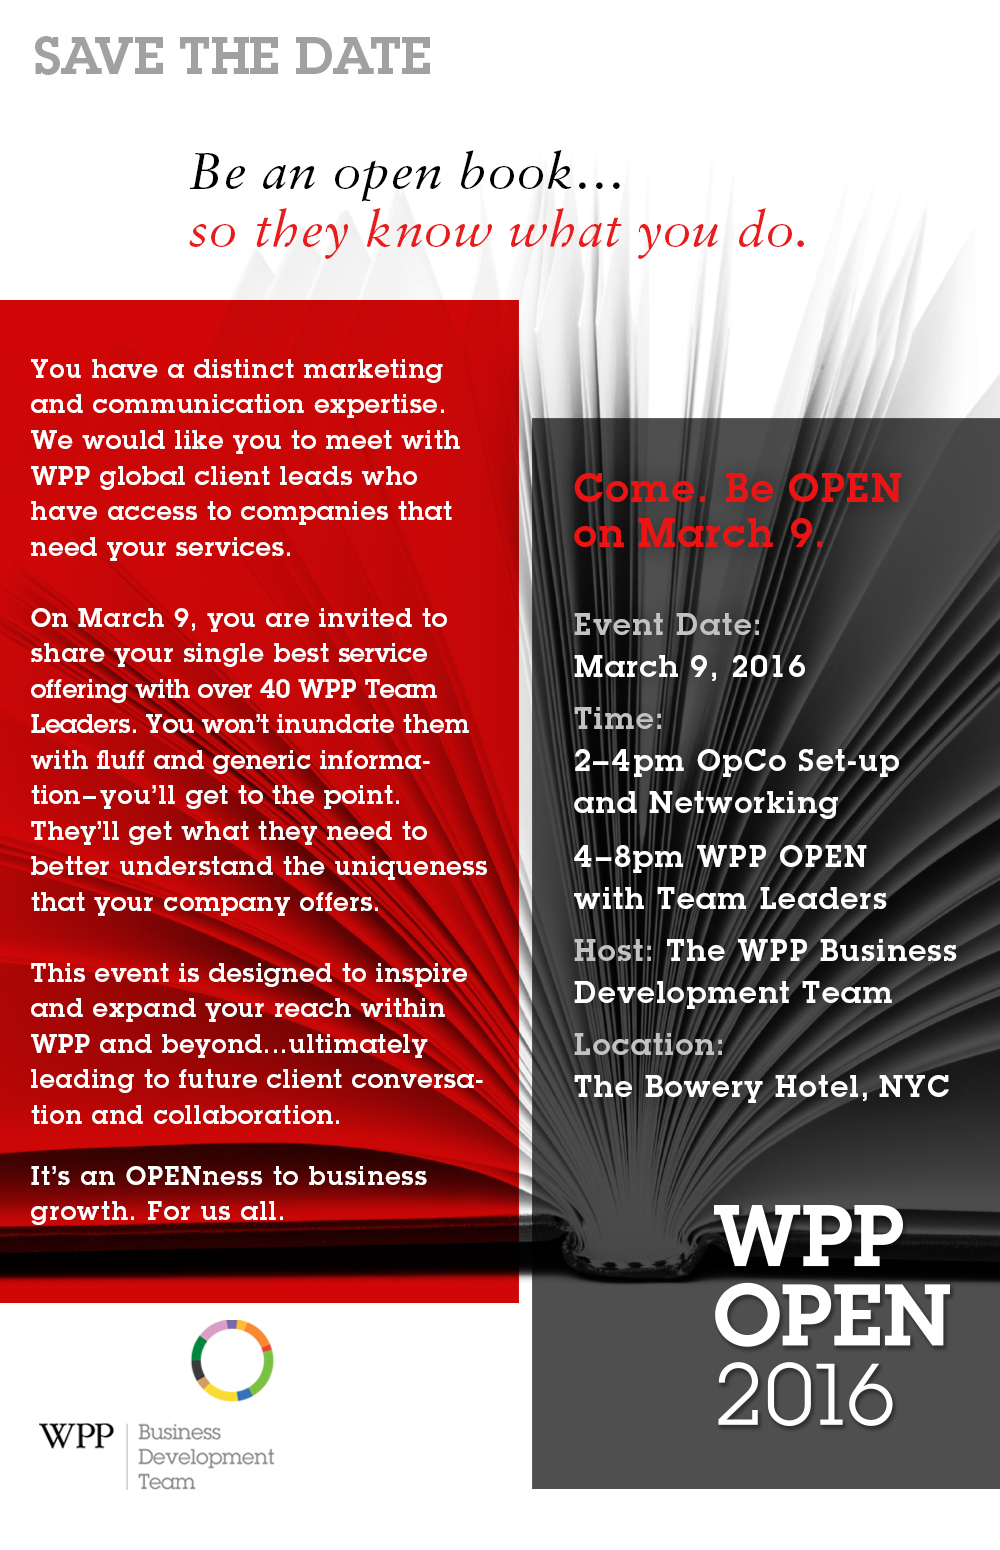 SAVE THE DATE
Be an open book...
so they know what you do.
You have a distinct marketing
and communication expertise.
We would like you to meet with
WPP global client leads who
have access to companies that
need your services.
On March 9, you are invited to
share your single best service
offering with over 40 WPP Team
Leaders. You won't inundate them
with fluff and generic informa-
tion–you'll get to the point.
They'll get what they need to
better understand the uniqueness
that your company offers.
This event is designed to inspire
and expand your reach within
WPP and beyond...ultimately
leading to future client conversa-
tion and collaboration.
It's an OPENness to business
growth. For us all.
Come. Be OPEN
on March 9.
Event Date:
March 9, 2016
Time:
2–4pm OpCo Set-up
and Networking
4–8pm WPP OPEN
with Team Leaders
Host: The WPP Business
Development Team
Location:
The Bowery Hotel, NYC
WPP
OPEN
2016
WPP
Business
Development
Team